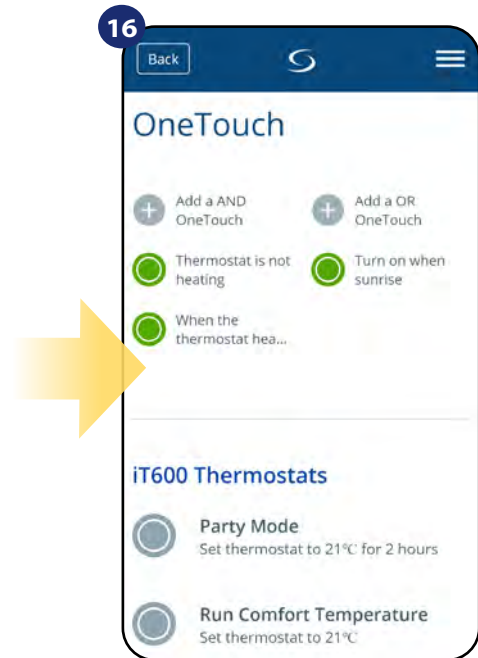 16
Back
OneTouch
Add a AND
OneTouch
Add a OR
OneTouch
Thermostat is not
heating
Turn on when
sunrise
When the
thermostat hea...
iT600 Thermostats
Party Mode
Set thermostat to 21°C for 2 hours
Run Comfort Temperature
Set thermostat to 21°C